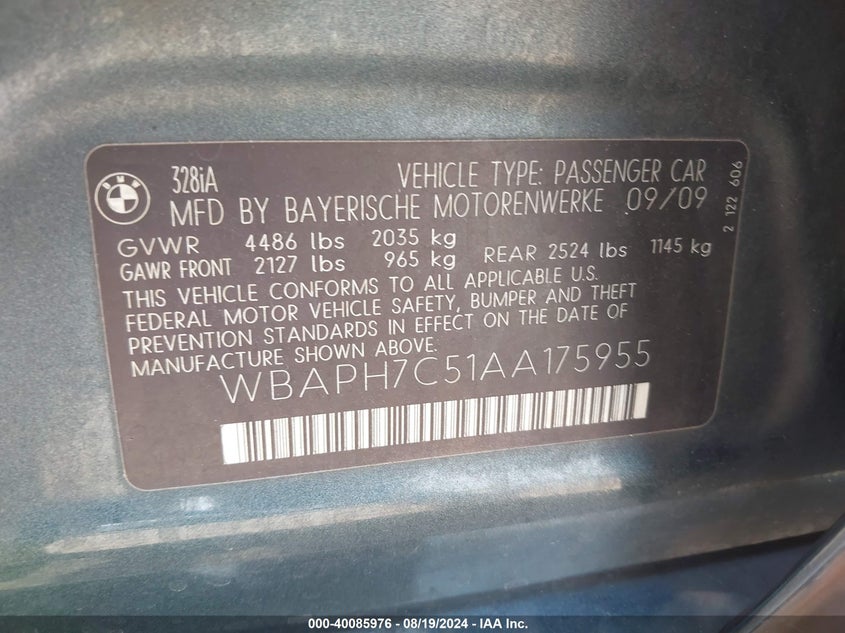 BMW
328iA
VEHICLE TYPE: PASSENGER CAR
MFD BY BAYERISCHE MOTORENWERKE 09/09
GVWR 4486 lbs 2035 kg
GAWR FRONT 2127 lbs 965 kg REAR 2524 lbs 1145 kg
THIS VEHICLE CONFORMS TO ALL APPLICABLE U.S.
FEDERAL MOTOR VEHICLE SAFETY, BUMPER AND THEFT
PREVENTION STANDARDS IN EFFECT ON THE DATE OF
MANUFACTURE SHOWN ABOVE.
WBAPH7C51AA175955
2 122 606
000-40085976 - 08/19/2024 - IAA Inc.